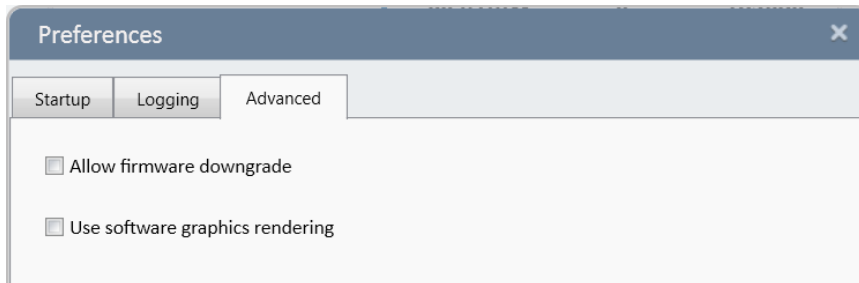 Preferences
Startup Logging Advanced
Allow firmware downgrade
Use software graphics rendering